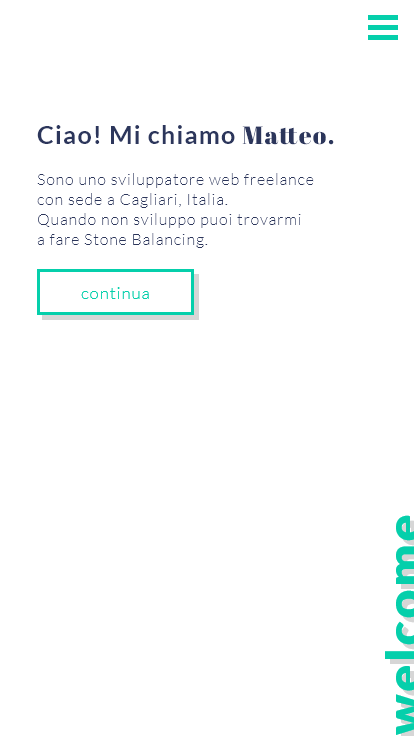 Ciao! Mi chiamo Matteo.
Sono uno sviluppatore web freelance
con sede a Cagliari, Italia.
Quando non sviluppo puoi trovarmi
a fare Stone Balancing.
continua
welcome